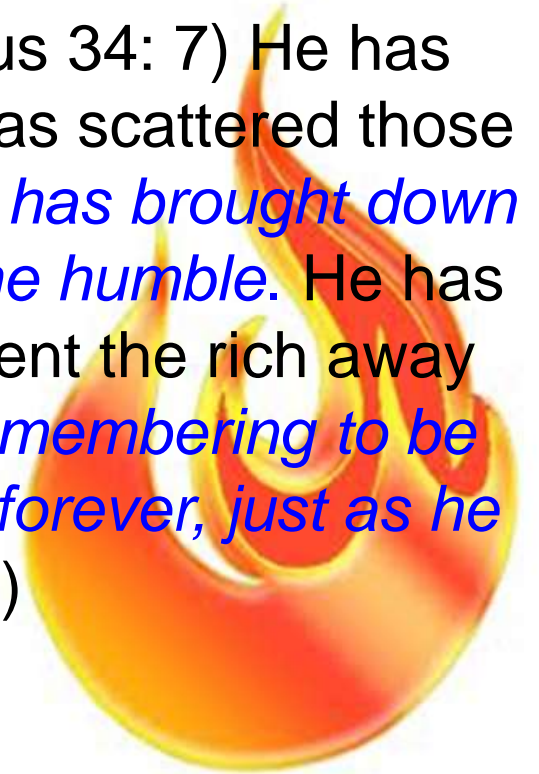 us 34: 7) He has
as scattered those
has brought down
he humble. He has
ent the rich away
membering to be
forever, just as he
)